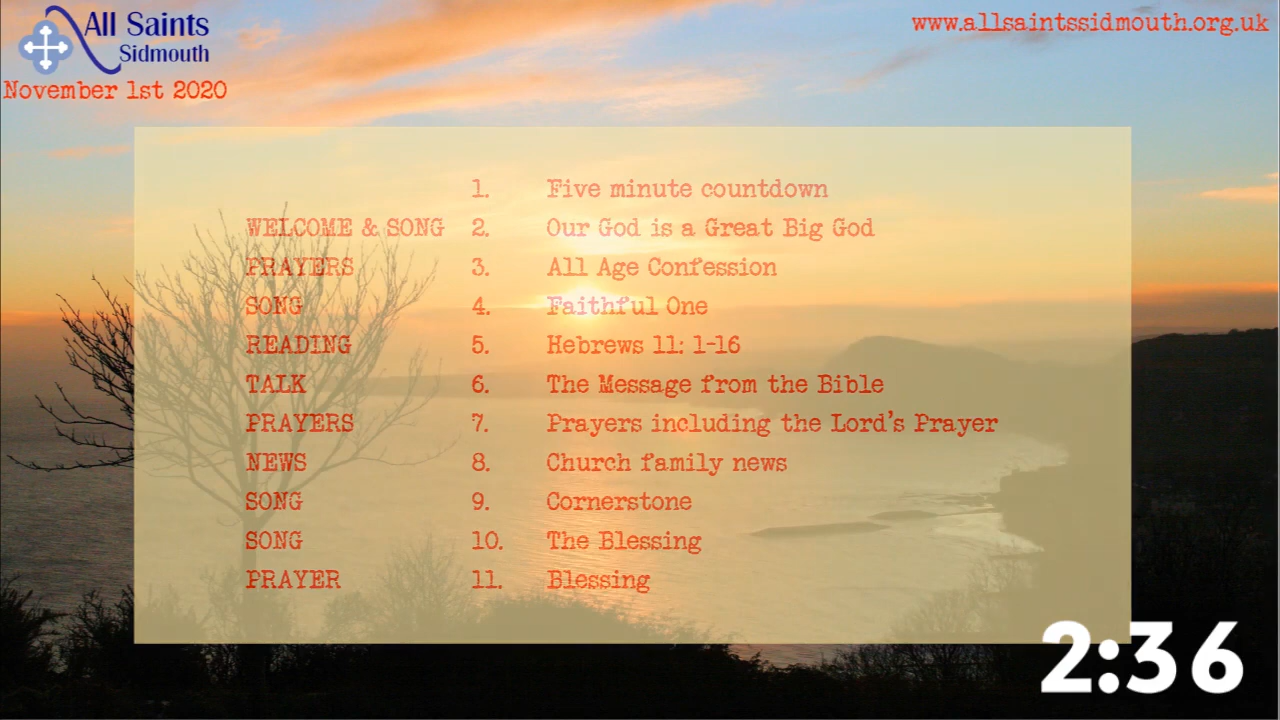 All Saints
Sidmouth
www.allsaintssidmouth.org.uk
November 1st 2020
1. Five minute countdown
WELCOME & SONG 2. Our God is a Great Big God
PRAYERS 3. All Age Confession
SONG 4. Faithful One
READING 5. Hebrews 11: 1-16
TALK 6. The Message from the Bible
PRAYERS 7. Prayers including the Lord's Prayer
NEWS 8. Church family news
SONG 9. Cornerstone
SONG 10. The Blessing
PRAYER 11. Blessing
2:36